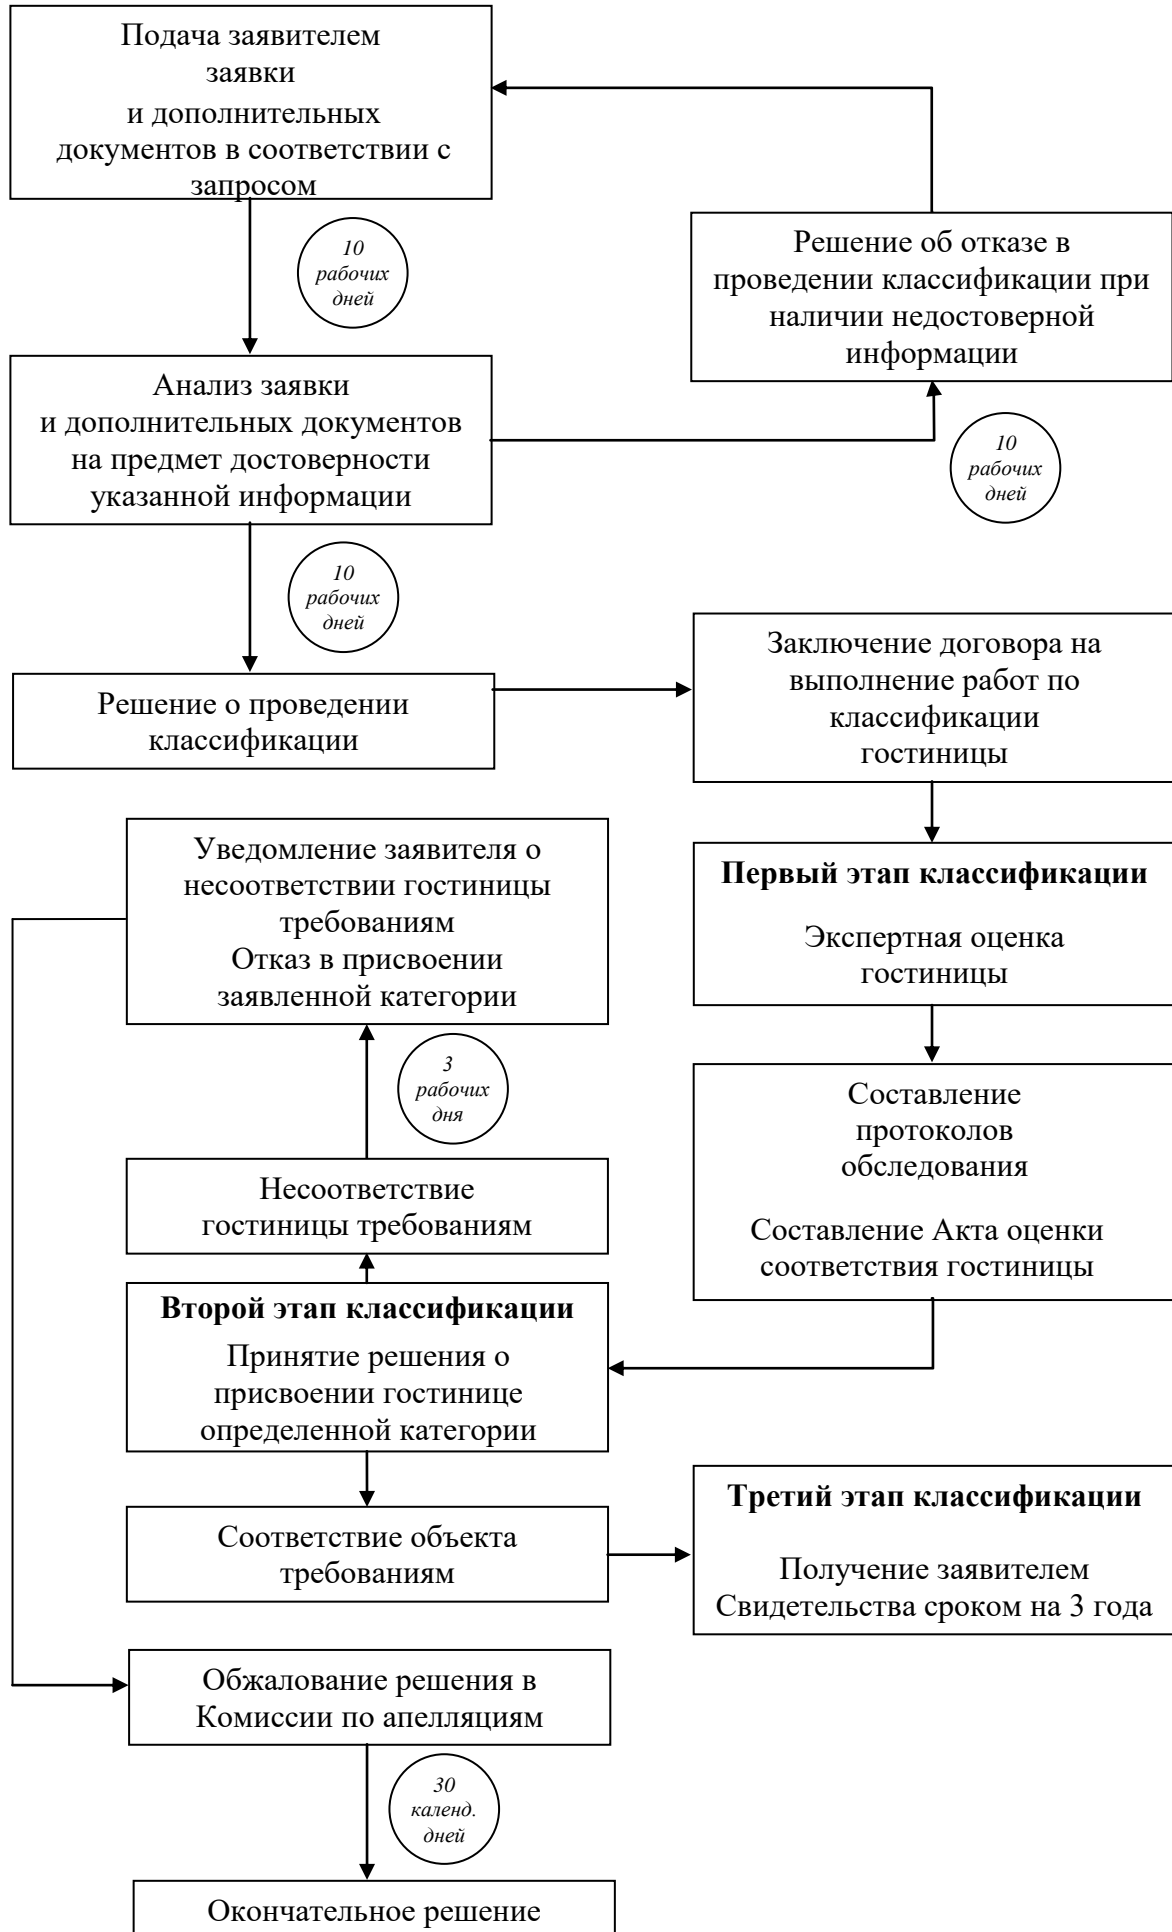 Подача заявителем
заявки
и дополнительных
документов в соответствии с
запросом
10
рабочих
дней
Решение об отказе в
проведении классификации при
наличии недостоверной
информации
Анализ заявки
и дополнительных документов
на предмет достоверности
указанной информации
10
рабочих
дней
10
рабочих
дней
Решение о проведении
классификации
Заключение договора на
выполнение работ по
классификации
гостиницы
Уведомление заявителя о
несоответствии гостиницы
требованиям
Отказ в присвоении
заявленной категории
Первый этап классификации
Экспертная оценка
гостиницы
3
рабочих
дня
Составление
протоколов
обследования
Составление Акта оценки
соответствия гостиницы
Несоответствие
гостиницы требованиям
Второй этап классификации
Принятие решения о
присвоении гостинице
определенной категории
Соответствие объекта
требованиям
Третий этап классификации
Получение заявителем
Свидетельства сроком на 3 года
Обжалование решения в
Комиссии по апелляциям
30
календ.
дней
Окончательное решение